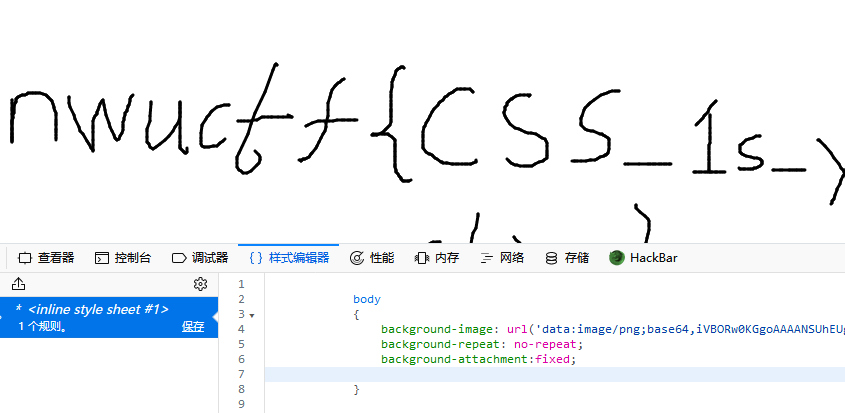 nwuctf{CSS_1s_
查看器 控制台 调试器 {} 样式编辑器 性能 内存 网络 存储 HackBar
* <inline style sheet #1>
1 个规则。 保存
1
2 body
3 {
4 background-image: url('data:image/png;base64,iVBORw0KGgoAAAANSUhEUg
5 background-repeat: no-repeat;
6 background-attachment:fixed;
7
8 }
9